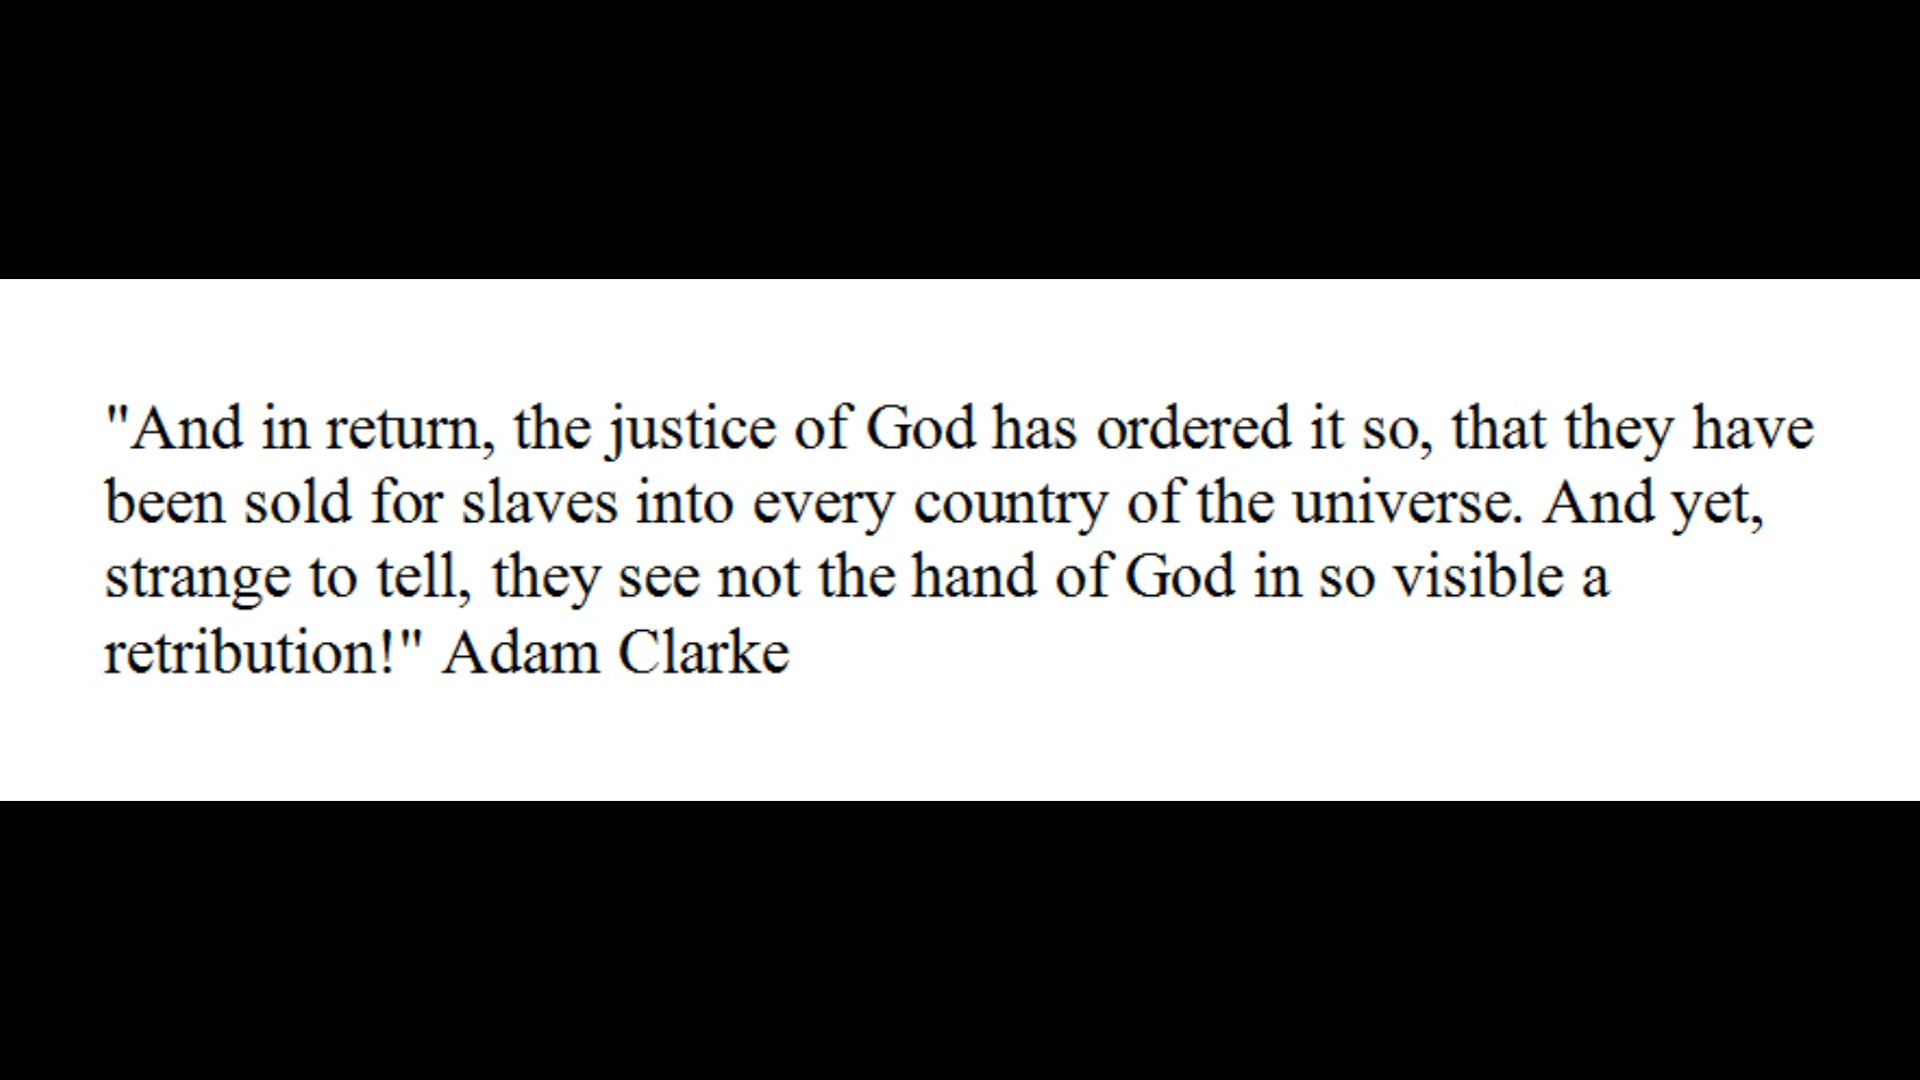 "And in return, the justice of God has ordered it so, that they have
been sold for slaves into every country of the universe. And yet,
strange to tell, they see not the hand of God in so visible a
retribution!" Adam Clarke